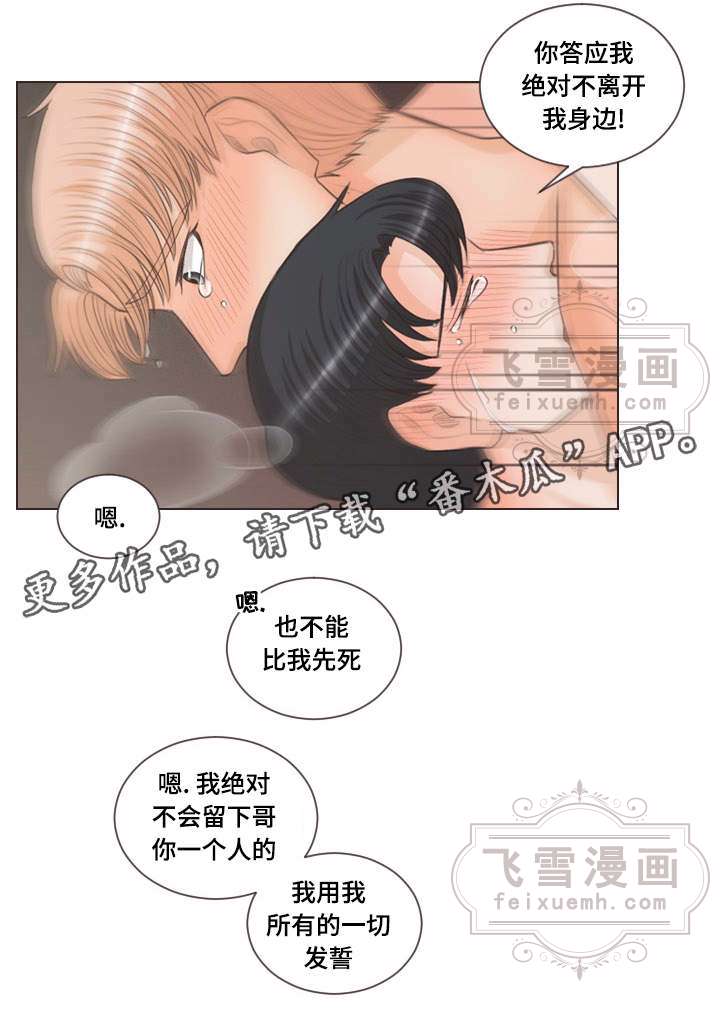 你答应我
绝对不离开
我身边!
飞雪漫画
feixuemh.com
嗯.
更多作品，请下载“番木瓜”APP。
嗯.
也不能
比我先死
嗯. 我绝对
不会留下哥
你一个人的
我用我
所有的一切
发誓
飞雪漫画
feixuemh.com